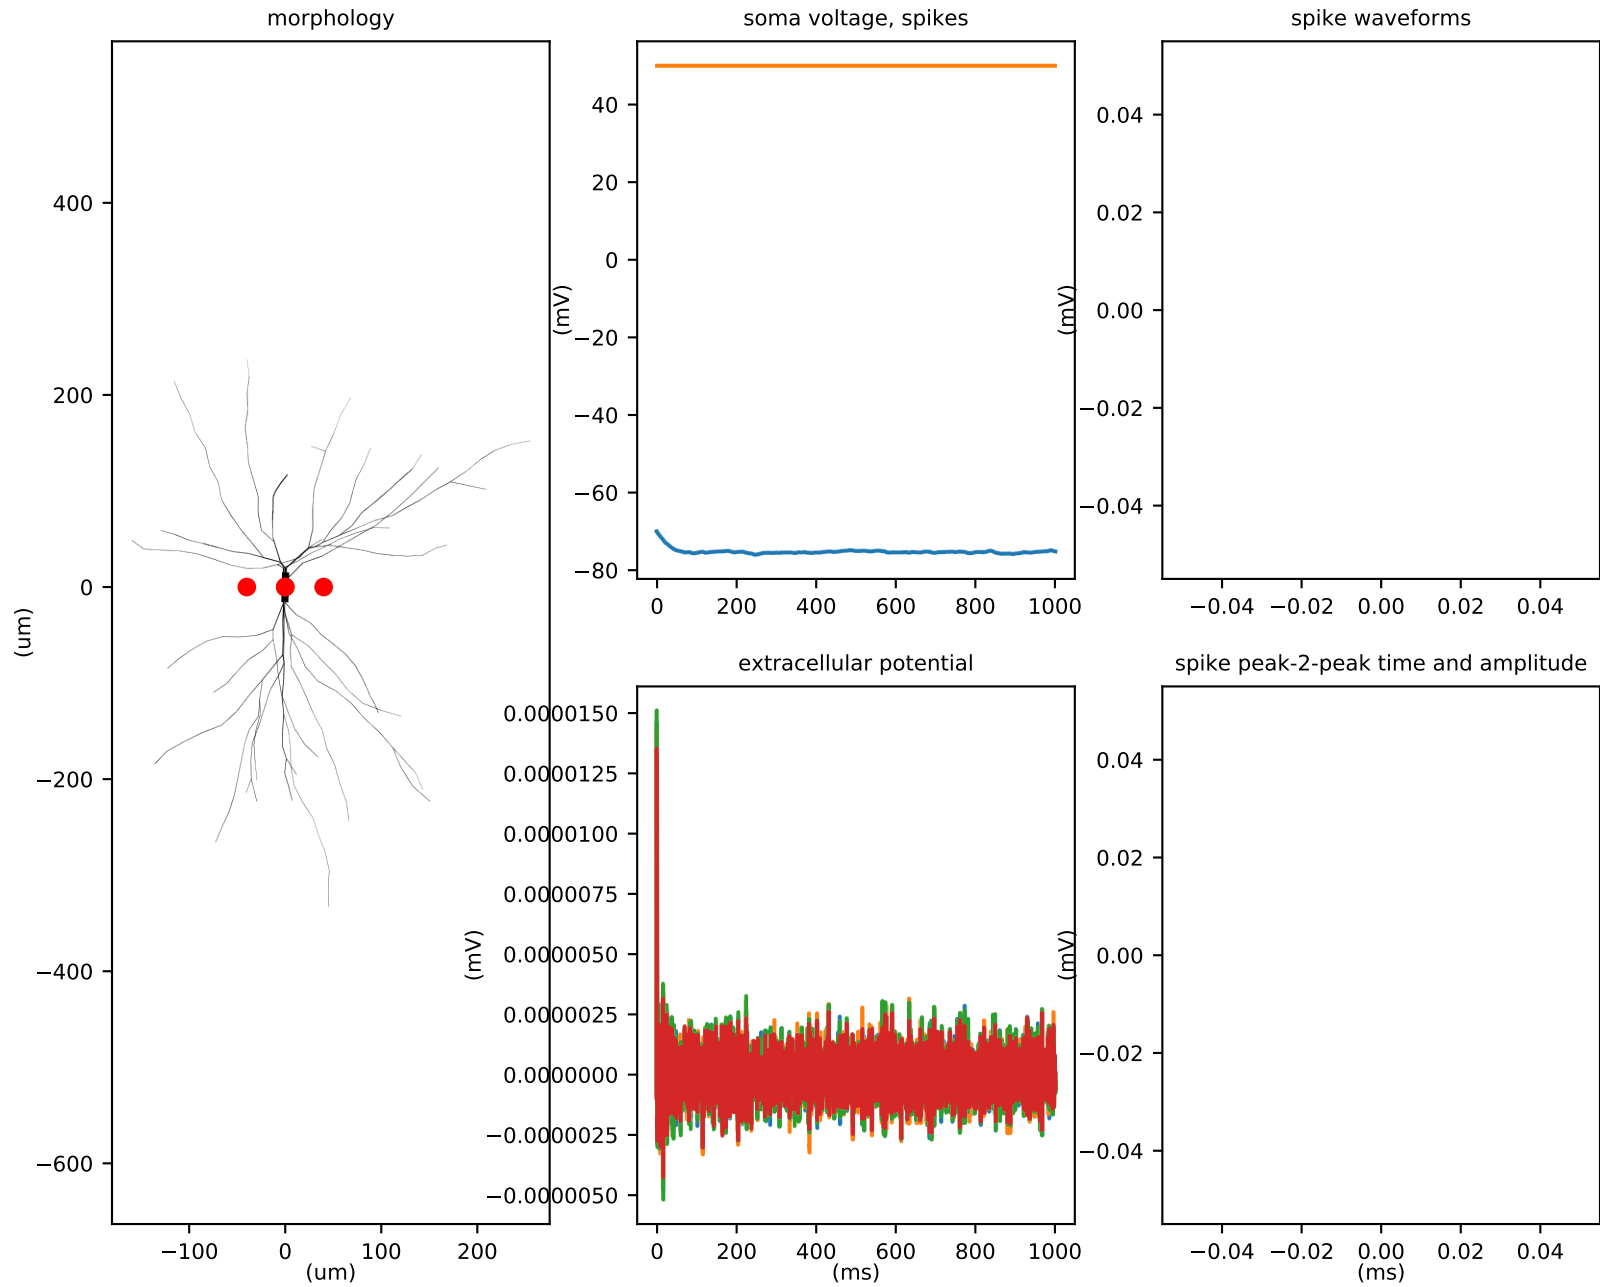 morphology
400
200
0
−200
−400
−600
(um)
−100 0 100 200
(um)
soma voltage, spikes
40
20
0
−20
−40
−60
−80
(mV)
0 200 400 600 800 1000
spike waveforms
0.04
0.02
0.00
−0.02
−0.04
(mV)
−0.04 −0.02 0.00 0.02 0.04
extracellular potential
0.0000150
0.0000125
0.0000100
0.0000075
0.0000050
0.0000025
0.0000000
−0.0000025
−0.0000050
(mV)
0 200 400 600 800 1000
(ms)
spike peak-2-peak time and amplitude
0.04
0.02
0.00
−0.02
−0.04
(mV)
−0.04 −0.02 0.00 0.02 0.04
(ms)